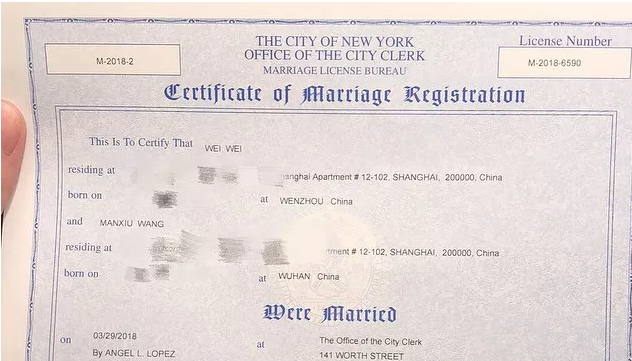 THE CITY OF NEW YORK
OFFICE OF THE CITY CLERK
MARRIAGE LICENSE BUREAU
License Number
M-2018-2
M-2018-6590
Certificate of Marriage Registration
This Is To Certify That WEI WEI
residing at anghai Apartment # 12-102, SHANGHAI, 200000, China
born on at WENZHOU China
and MANXIU WANG
residing at tment # 12-102, SHANGHAI, 200000, China
born on at WUHAN China
Were Married
on 03/29/2018 at The Office of the City Clerk
By ANGEL L. LOPEZ 141 WORTH STREET